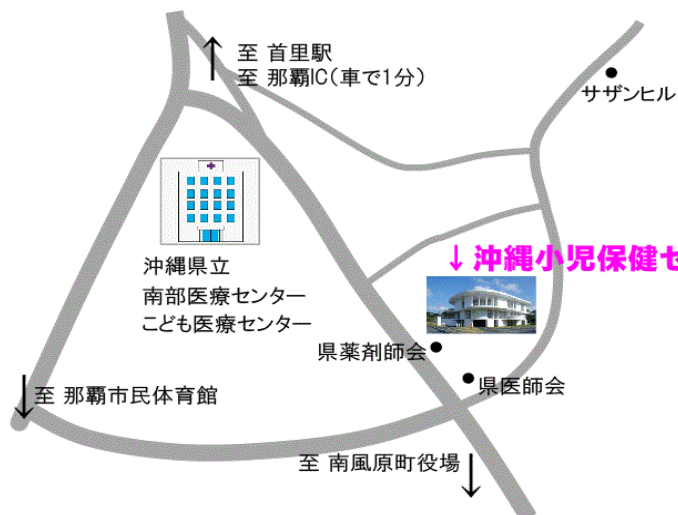 至 首里駅
至 那覇IC(車で1分)
サザンヒル
沖縄県立
南部医療センター
こども医療センター
↓沖縄小児保健セ
県薬剤師会
県医師会
至 那覇市民体育館
至 南風原町役場